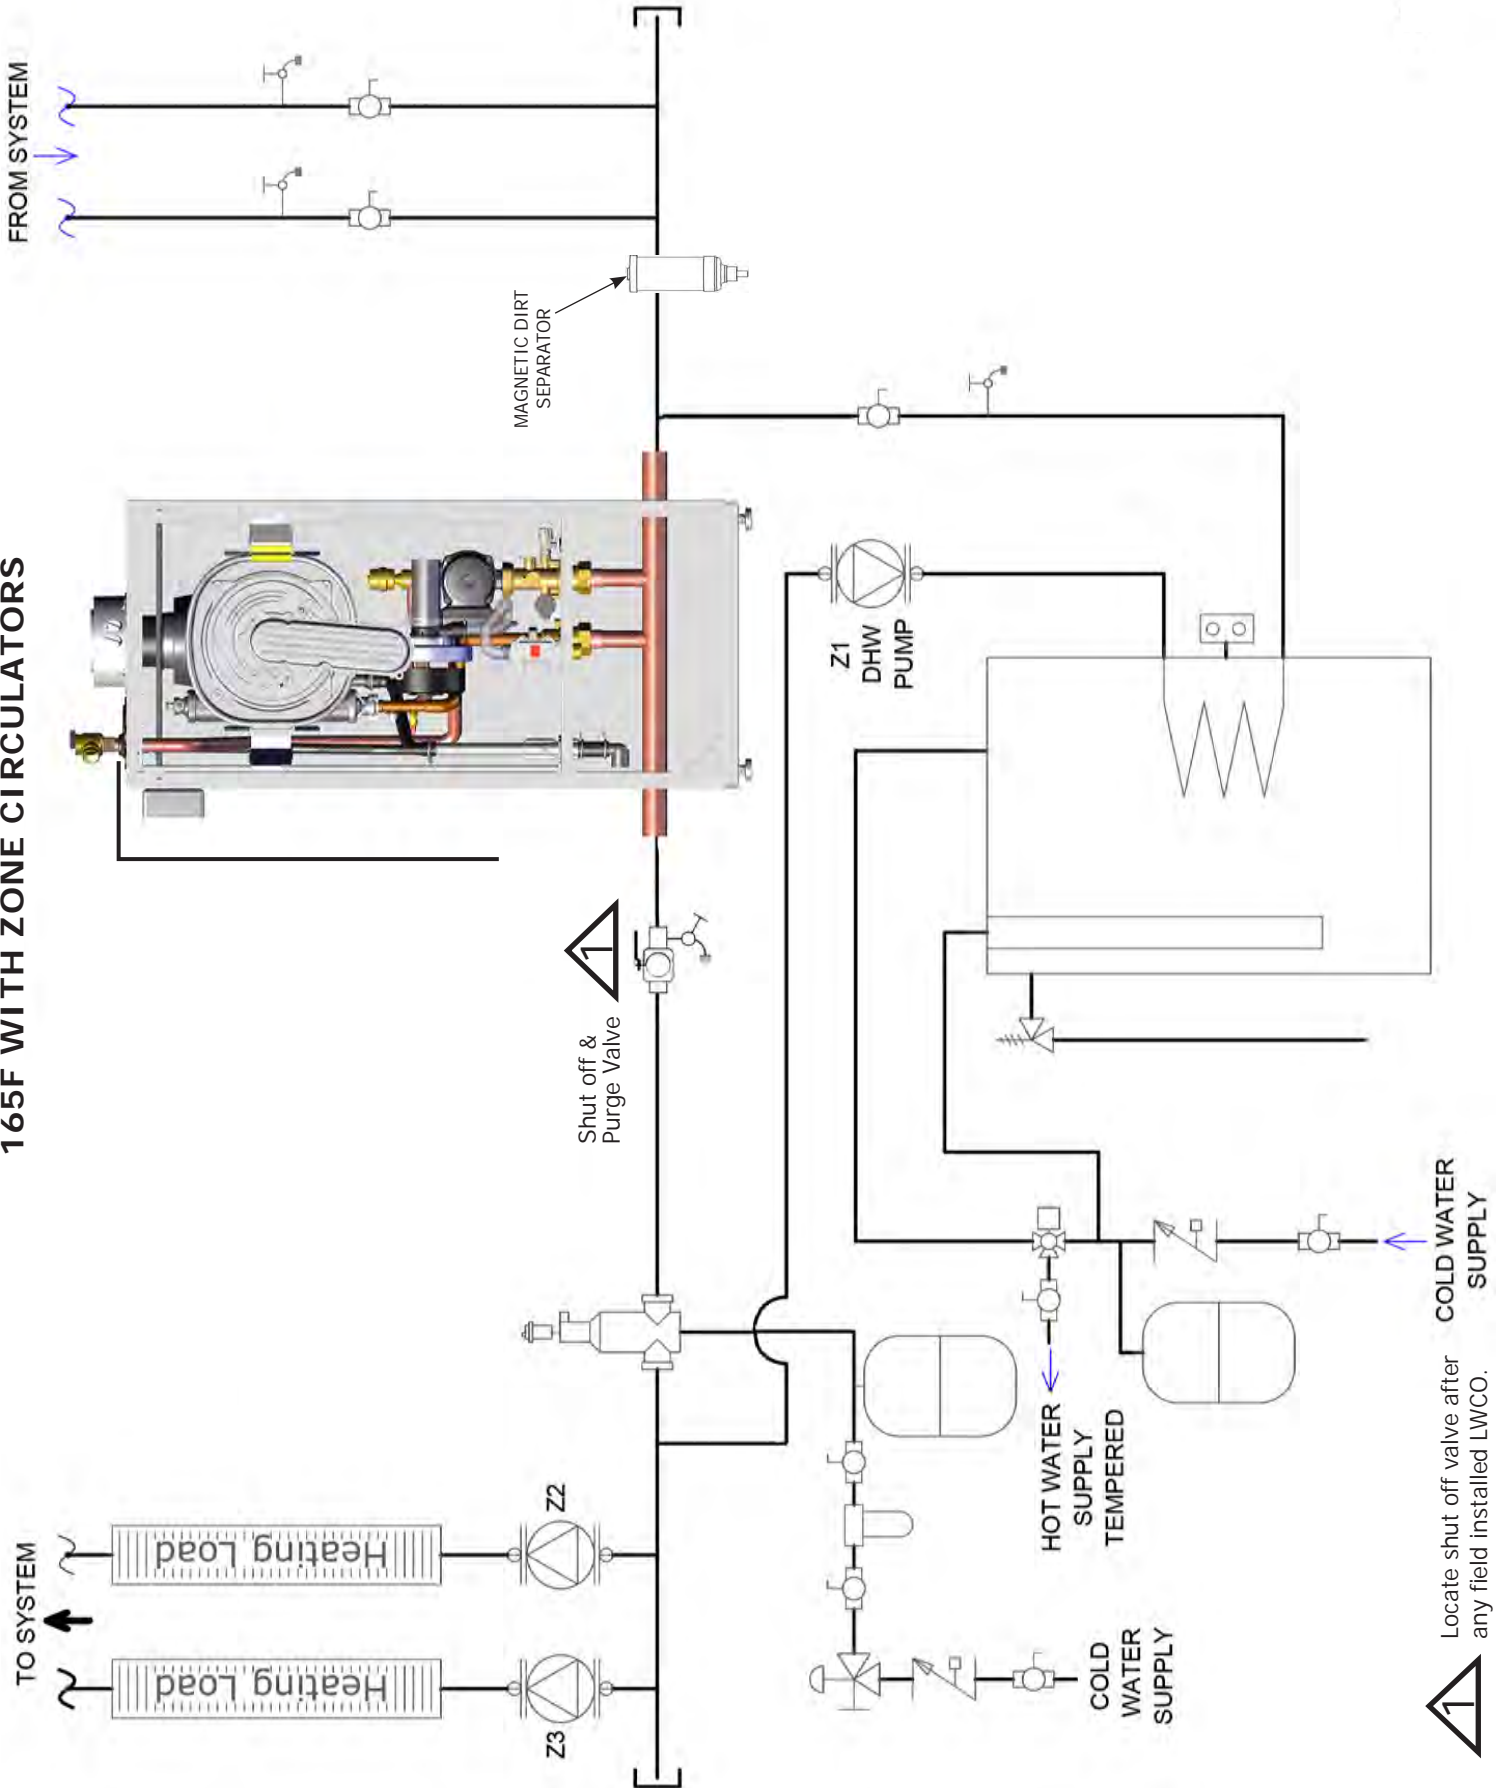 165F WITH ZONE CIRCULATORS
TO SYSTEM
FROM SYSTEM
Heating Load
Heating Load
Z3
Z2
Shut off &
Purge Valve
1
MAGNETIC DIRT
SEPARATOR
Z1
DHW
PUMP
COLD
WATER
SUPPLY
HOT WATER
SUPPLY
TEMPERED
COLD WATER
SUPPLY
1
Locate shut off valve after
any field installed LWCO.